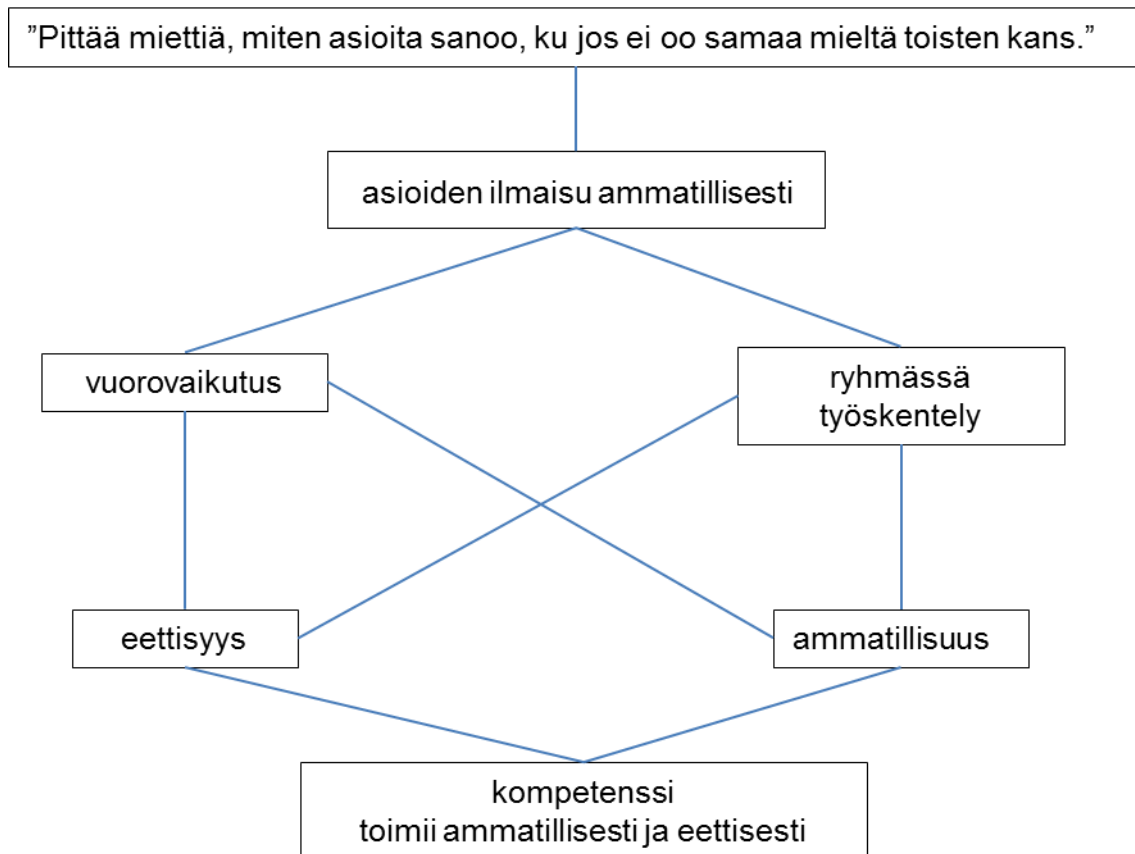 ”Pittää miettiä, miten asioita sanoo, ku jos ei oo samaa mieltä toisten kans.”
asioiden ilmaisu ammatillisesti
vuorovaikutus
ryhmässä
työskentely
eettisyys
ammatillisuus
kompetenssi
toimii ammatillisesti ja eettisesti